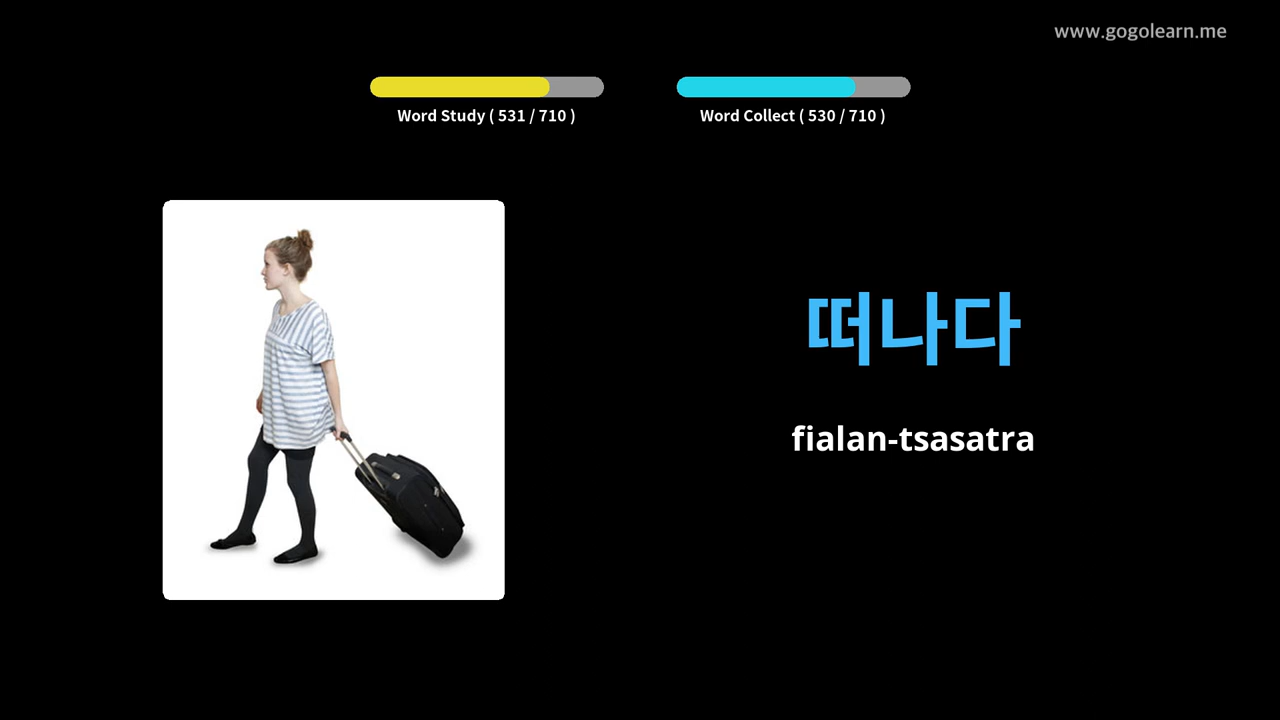 www.gogolearn.me
Word Study ( 531 / 710 )
Word Collect ( 530 / 710 )
떠나다
fialan-tsasatra